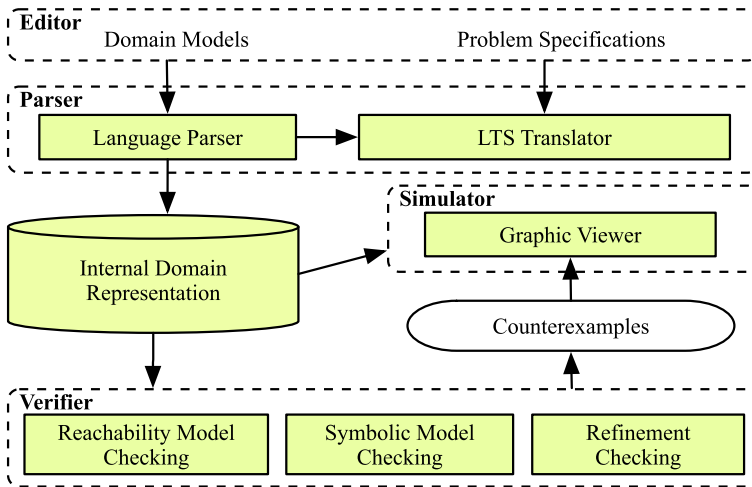 Editor
Domain Models
Problem Specifications
Parser
Language Parser
LTS Translator
Simulator
Graphic Viewer
Internal Domain
Representation
Counterexamples
Verifier
Reachability Model
Checking
Symbolic Model
Checking
Refinement
Checking